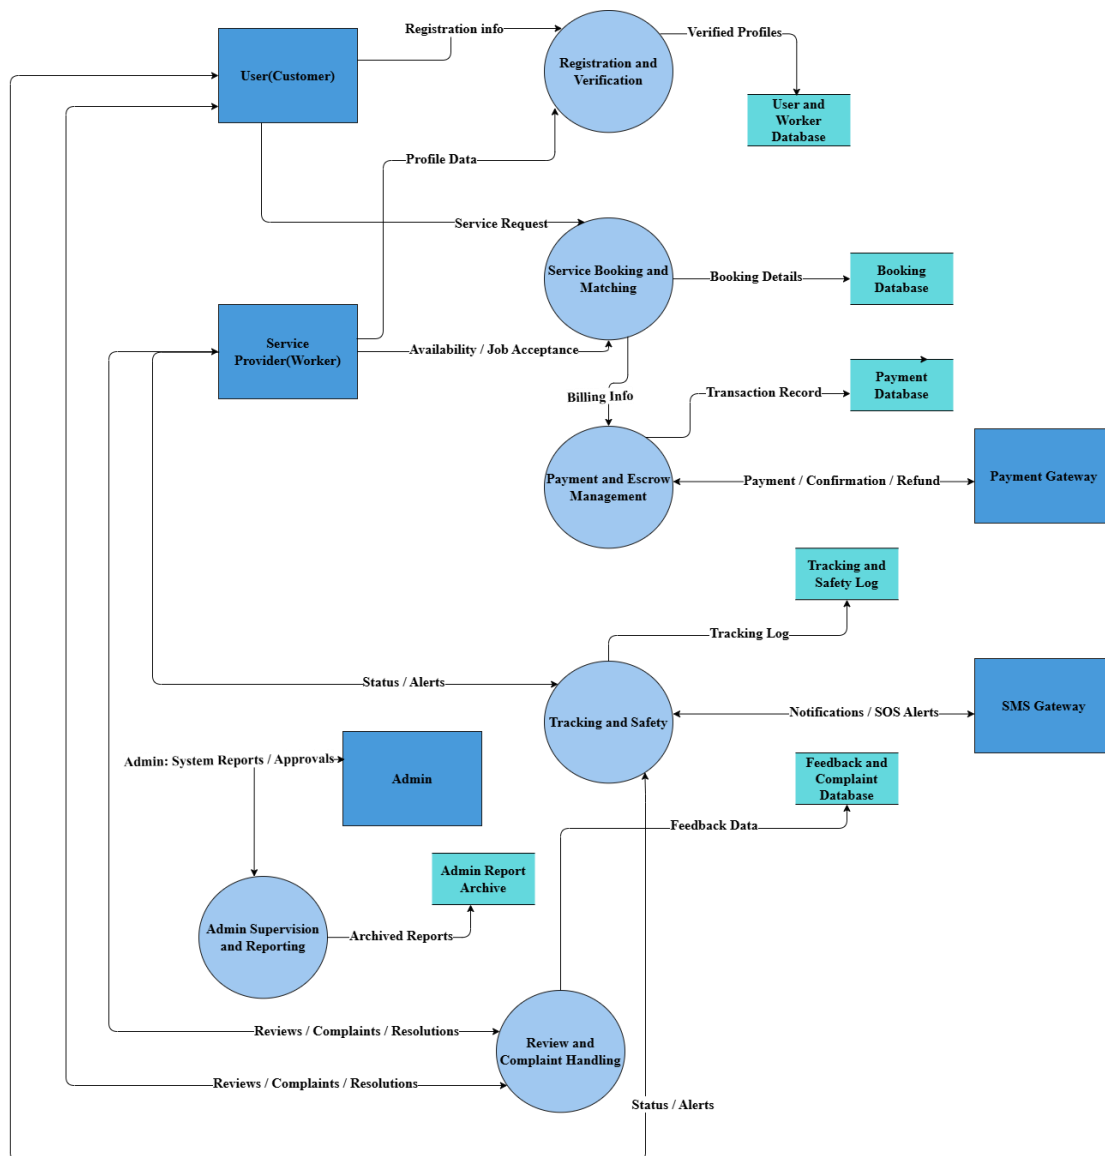 Registration info
Verified Profiles
User(Customer)
Registration and
Verification
User and
Worker
Database
Profile Data
Service Request
Service Booking and
Matching
Booking Details
Booking
Database
Service
Provider(Worker)
Availability / Job Acceptance
Payment
Database
Transaction Record
Billing Info
Payment and Escrow
Management
Payment / Confirmation / Refund
Payment Gateway
Tracking and
Safety Log
Tracking Log
Status / Alerts
Tracking and Safety
Notifications / SOS Alerts
SMS Gateway
Admin: System Reports / Approvals
Admin
Feedback and
Complaint
Database
Feedback Data
Admin Report
Archive
Admin Supervision
and Reporting
Archived Reports
Reviews / Complaints / Resolutions
Review and
Complaint Handling
Reviews / Complaints / Resolutions
Status / Alerts